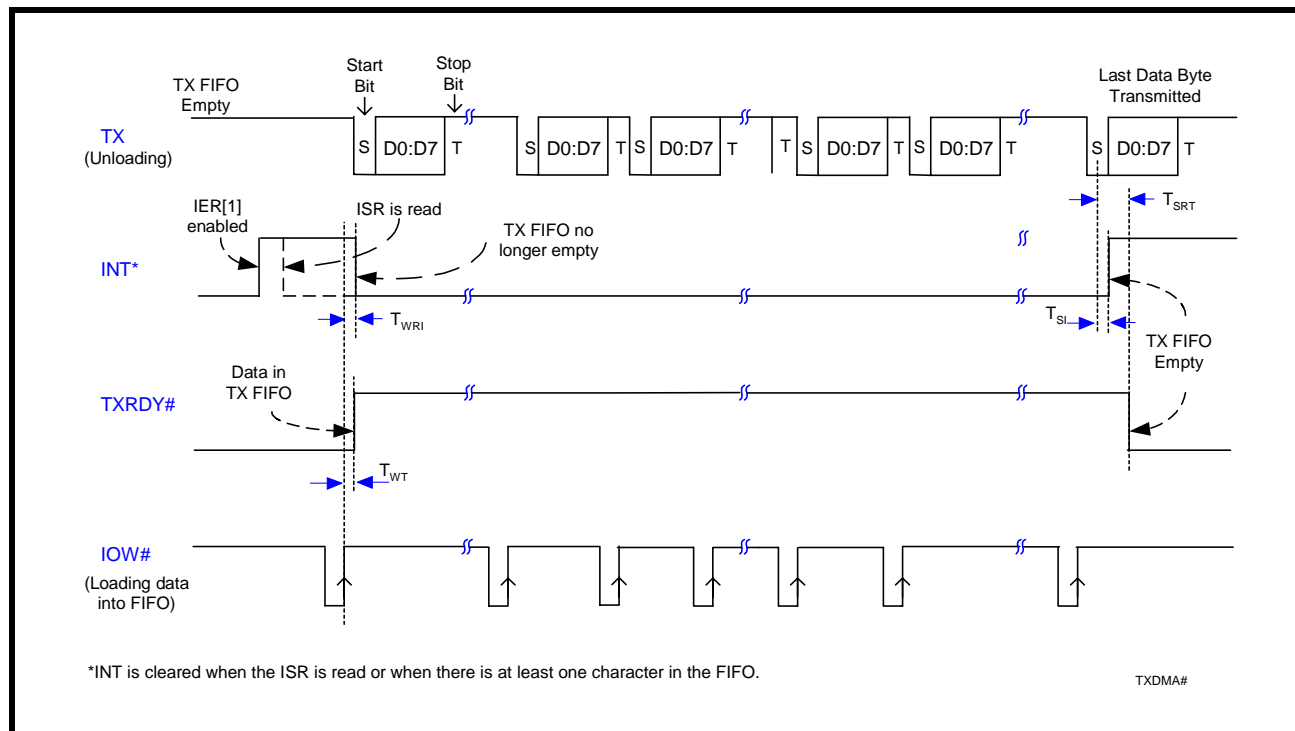 Start
Bit
Stop
Bit
TX FIFO
Empty
Last Data Byte
Transmitted
TX
(Unloading)
S D0:D7 T S D0:D7 T S D0:D7 T T S D0:D7 T S D0:D7 T S D0:D7 T
IER[1]
enabled
ISR is read
TX FIFO no
longer empty
TSRT
INT*
TWRI
TSI
TX FIFO
Empty
Data in
TX FIFO
TXRDY#
TWT
IOW#
(Loading data
into FIFO)
*INT is cleared when the ISR is read or when there is at least one character in the FIFO.
TXDMA#